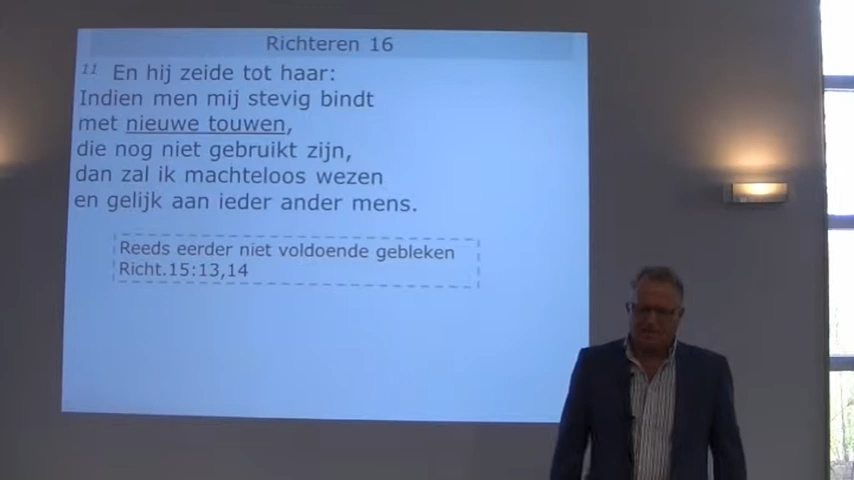 Richteren 16
11 En hij zeide tot haar:
Indien men mij stevig bindt
met nieuwe touwen,
die nog niet gebruikt zijn,
dan zal ik machteloos wezen
en gelijk aan ieder ander mens.
Reeds eerder niet voldoende gebleken
Richt.15:13,14